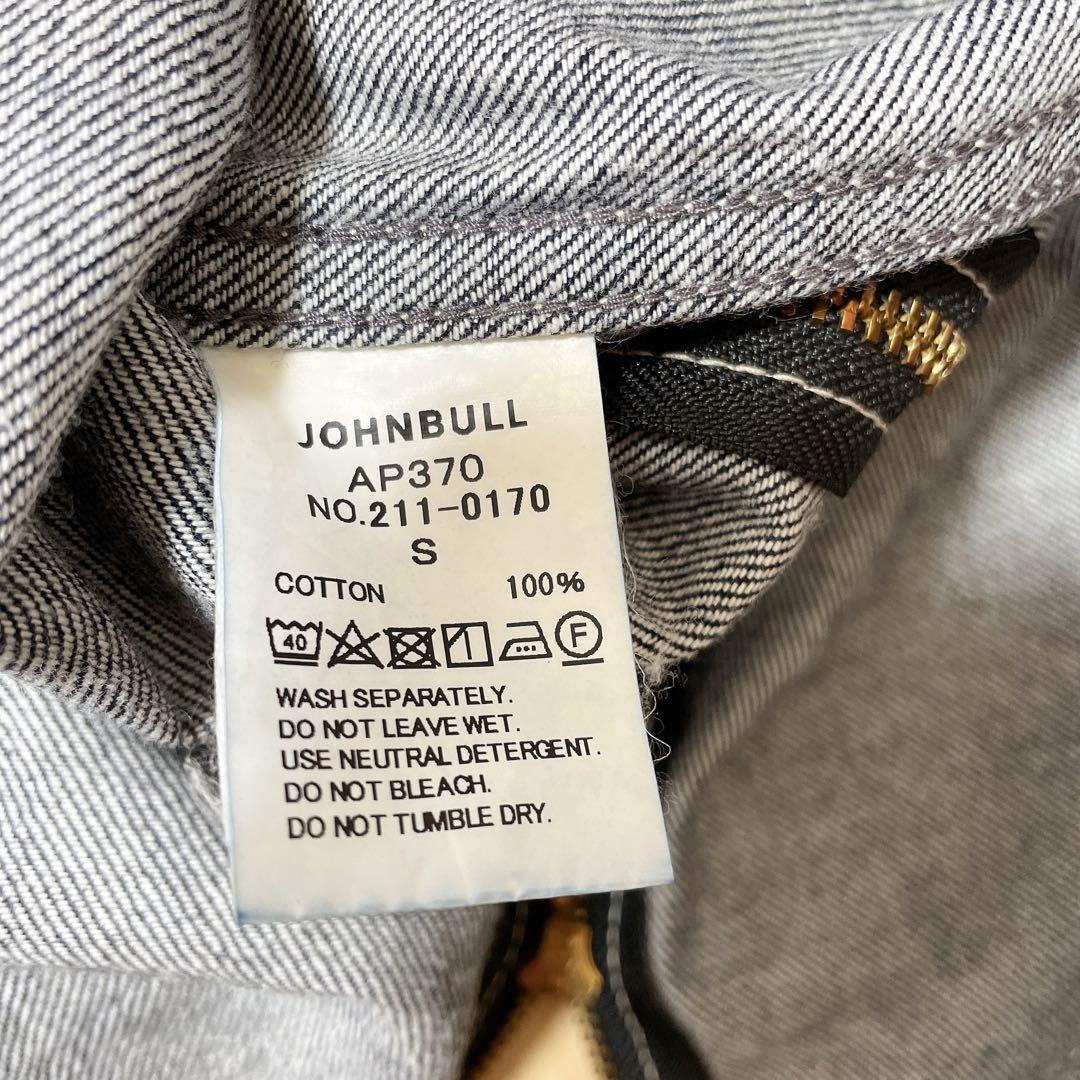 JOHNBULL
AP370
NO.211-0170
S
COTTON 100%
40 F
WASH SEPARATELY.
DO NOT LEAVE WET.
USE NEUTRAL DETERGENT.
DO NOT BLEACH.
DO NOT TUMBLE DRY.